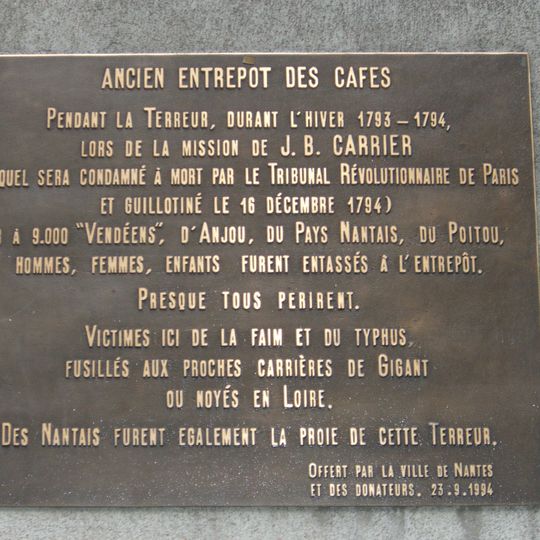 ANCIEN ENTREPOT DES CAFES
PENDANT LA TERREUR, DURANT L'HIVER 1793 – 1794,
LORS DE LA MISSION DE J. B. CARRIER
SERA CONDAMNÉ À MORT PAR LE TRIBUNAL RÉVOLUTIONNAIRE DE PARIS
ET GUILLOTINÉ LE 16 DÉCEMBRE 1794)
À 9.000 "VENDÉENS", D'ANJOU, DU PAYS NANTAIS, DU POITOU,
HOMMES, FEMMES, ENFANTS FURENT ENTASSÉS À L'ENTREPÔT.
PRESQUE TOUS PERIRENT.
VICTIMES ICI DE LA FAIM ET DU TYPHUS,
FUSILLÉS AUX PROCHES CARRIÈRES DE GIGANT
OU NOYÉS EN LOIRE.
DES NANTAIS FURENT EGALEMENT LA PROIE DE CETTE TERREUR.
OFFERT PAR LA VILLE DE NANTES
ET DES DONATEURS. 23.9.1994